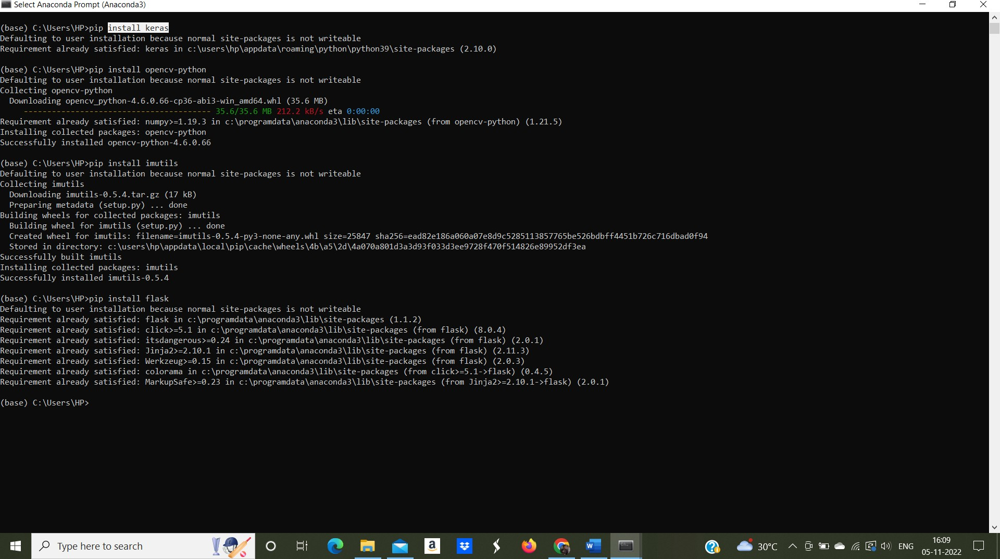 Select Anaconda Prompt (Anaconda3)
(base) C:\Users\HP>pip install keras
Defaulting to user installation because normal site-packages is not writeable
Requirement already satisfied: keras in c:\users\hp\appdata\roaming\python\python39\site-packages (2.10.0)
(base) C:\Users\HP>pip install opencv-python
Defaulting to user installation because normal site-packages is not writeable
Collecting opencv-python
Downloading opencv_python-4.6.0.66-cp36-abi3-win_amd64.whl (35.6 MB)
---------------------------------------- 35.6/35.6 MB 212.2 kB/s eta 0:00:00
Requirement already satisfied: numpy>=1.19.3 in c:\programdata\anaconda3\lib\site-packages (from opencv-python) (1.21.5)
Installing collected packages: opencv-python
Successfully installed opencv-python-4.6.0.66
(base) C:\Users\HP>pip install imutils
Defaulting to user installation because normal site-packages is not writeable
Collecting imutils
Downloading imutils-0.5.4.tar.gz (17 kB)
Preparing metadata (setup.py) ... done
Building wheels for collected packages: imutils
Building wheel for imutils (setup.py) ... done
Created wheel for imutils: filename=imutils-0.5.4-py3-none-any.whl size=25847 sha256=ead82e186a060a07e8d9c5285113857765be526bdbff4451b726c716dbad0f94
Stored in directory: c:\users\hp\appdata\local\pip\cache\wheels\4b\a5\2d\4a070a801d3a3d93f033d3ee9728f470f514826e89952df3ea
Successfully built imutils
Installing collected packages: imutils
Successfully installed imutils-0.5.4
(base) C:\Users\HP>pip install flask
Defaulting to user installation because normal site-packages is not writeable
Requirement already satisfied: flask in c:\programdata\anaconda3\lib\site-packages (1.1.2)
Requirement already satisfied: click>=5.1 in c:\programdata\anaconda3\lib\site-packages (from flask) (8.0.4)
Requirement already satisfied: itsdangerous>=0.24 in c:\programdata\anaconda3\lib\site-packages (from flask) (2.0.1)
Requirement already satisfied: Jinja2>=2.10.1 in c:\programdata\anaconda3\lib\site-packages (from flask) (2.11.3)
Requirement already satisfied: Werkzeug>=0.15 in c:\programdata\anaconda3\lib\site-packages (from flask) (2.0.3)
Requirement already satisfied: colorama in c:\programdata\anaconda3\lib\site-packages (from click>=5.1->flask) (0.4.5)
Requirement already satisfied: MarkupSafe>=0.23 in c:\programdata\anaconda3\lib\site-packages (from Jinja2>=2.10.1->flask) (2.0.1)
(base) C:\Users\HP>
Type here to search
30°C
ENG
16:09
05-11-2022